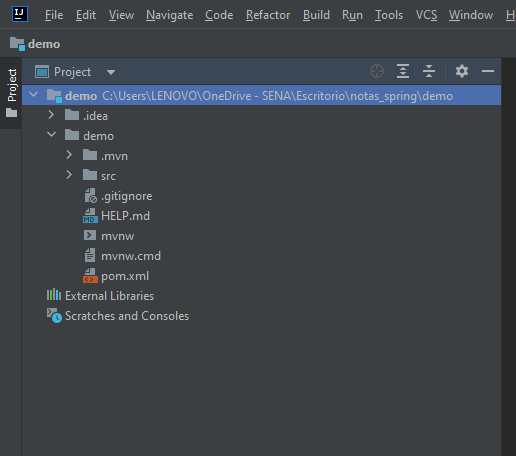 IJ File Edit View Navigate Code Refactor Build Run Tools VCS Window H
demo
Project
Project
demo C:\Users\LENOVO\OneDrive - SENA\Escritorio\notas_spring\demo
.idea
demo
.mvn
src
.gitignore
MD HELP.md
mvnw
mvnw.cmd
pom.xml
External Libraries
Scratches and Consoles